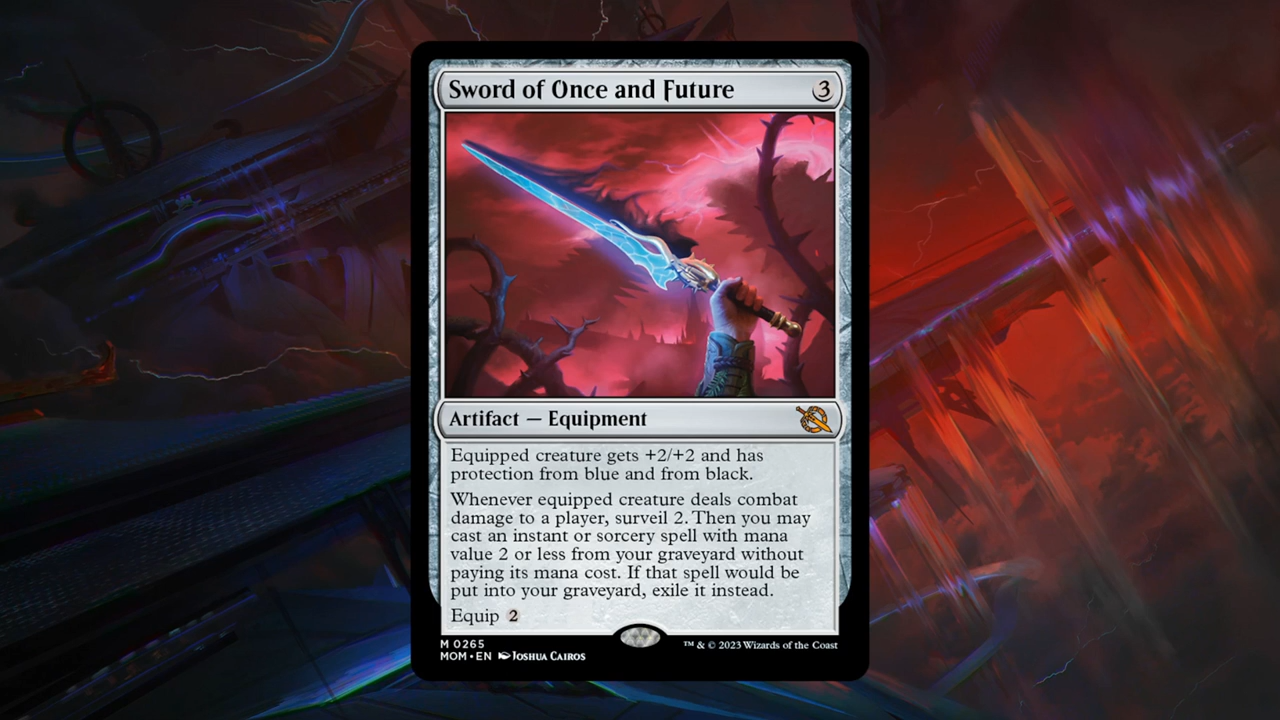 Sword of Once and Future 3
Artifact — Equipment
Equipped creature gets +2/+2 and has
protection from blue and from black.
Whenever equipped creature deals combat
damage to a player, surveil 2. Then you may
cast an instant or sorcery spell with mana
value 2 or less from your graveyard without
paying its mana cost. If that spell would be
put into your graveyard, exile it instead.
Equip 2
M 0265
MOM • EN Joshua Cairos
™ & © 2023 Wizards of the Coast